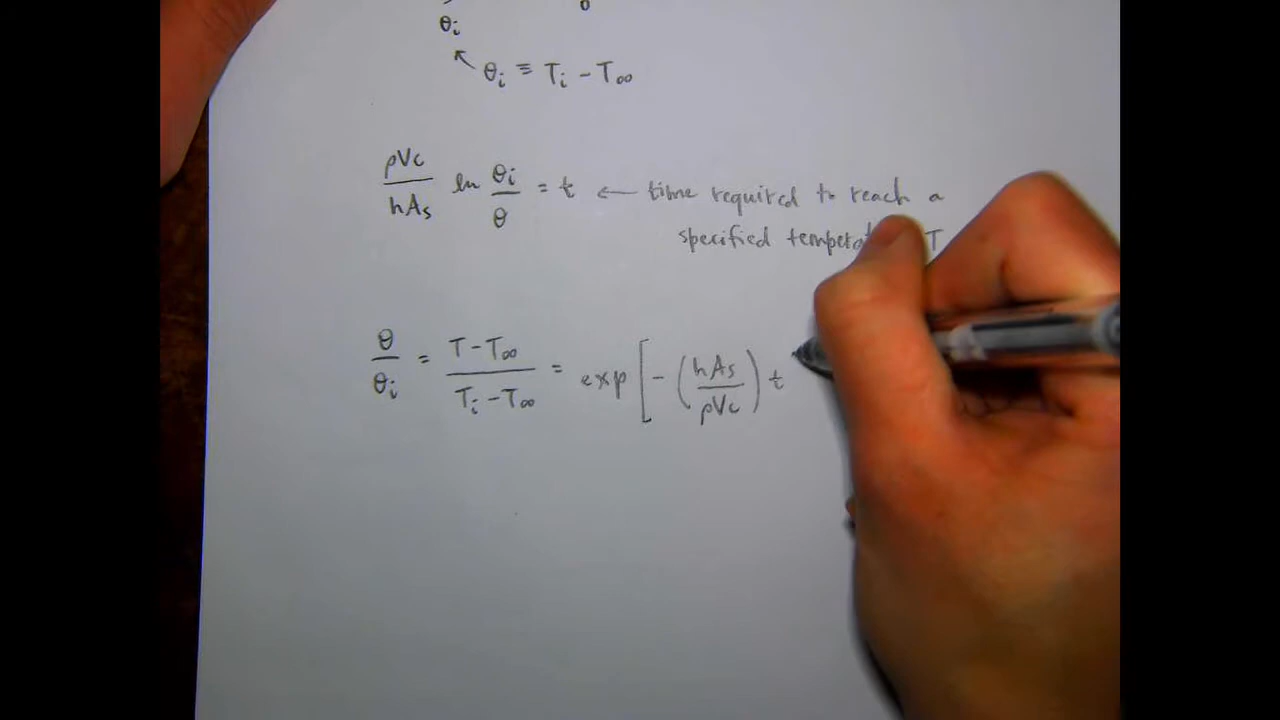 θi
θi ≡ Ti - T∞
ρVc / hAs ln θi / θ = t ← time required to reach a
specified T
θ / θi = T - T∞ / Ti - T∞ = exp [ - ( hAs / ρVc ) t